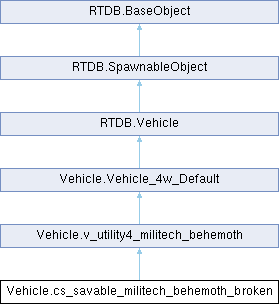 RTDB.BaseObject
RTDB.SpawnableObject
RTDB.Vehicle
Vehicle.Vehicle_4w_Default
Vehicle.v_utility4_militech_behemoth
Vehicle.cs_savable_militech_behemoth_broken